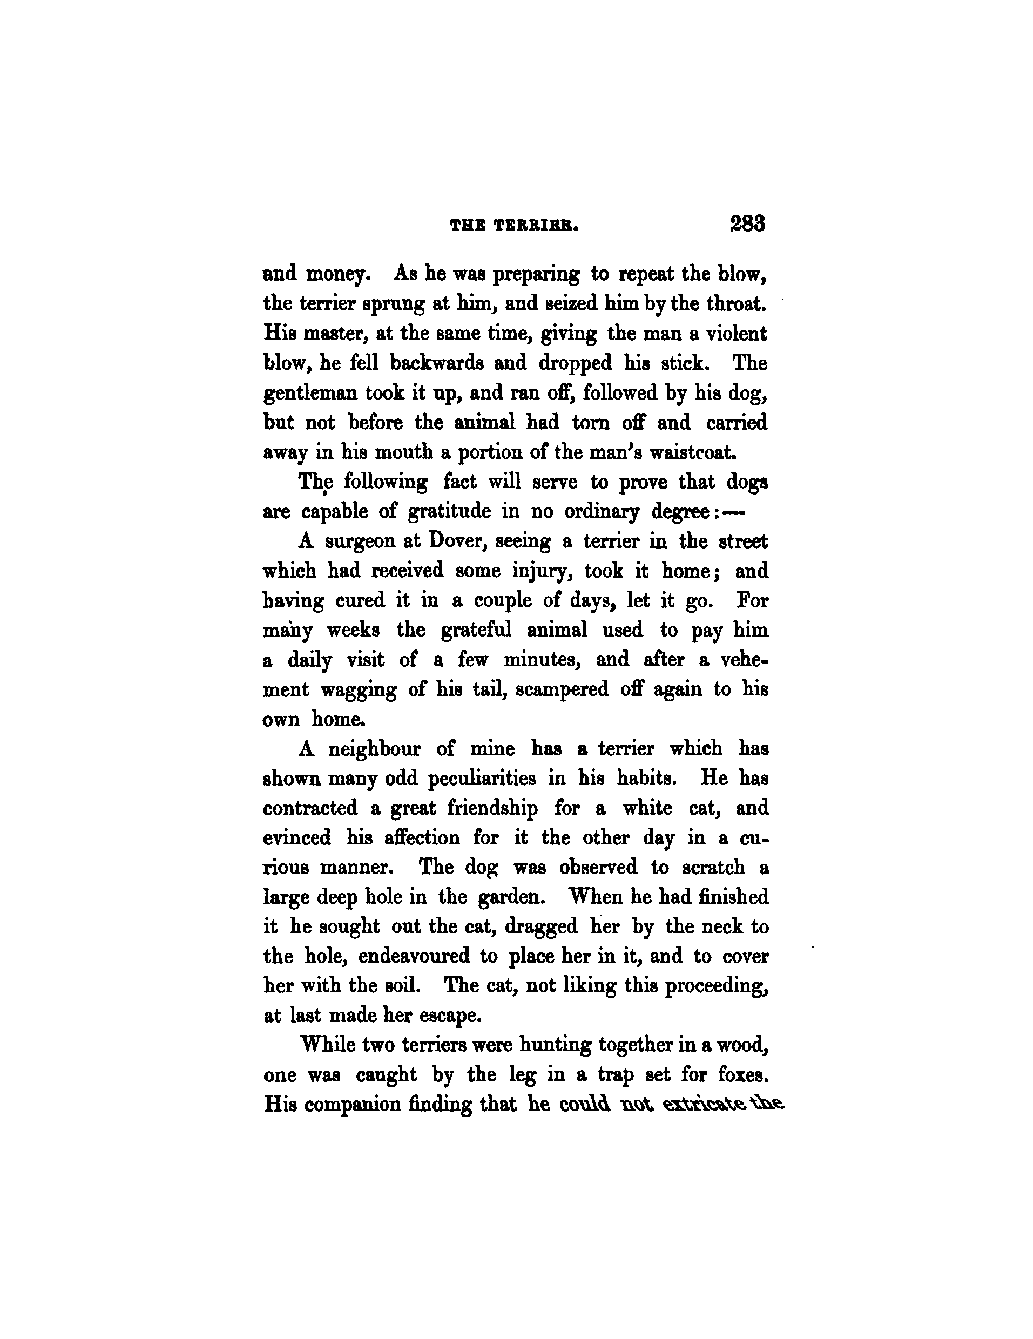 THE TERRIER. 283
and money. As he was preparing to repeat the blow,
the terrier sprung at him, and seized him by the throat.
His master, at the same time, giving the man a violent
blow, he fell backwards and dropped his stick. The
gentleman took it up, and ran off, followed by his dog,
but not before the animal had torn off and carried
away in his mouth a portion of the man's waistcoat.
The following fact will serve to prove that dogs
are capable of gratitude in no ordinary degree:—
A surgeon at Dover, seeing a terrier in the street
which had received some injury, took it home; and
having cured it in a couple of days, let it go. For
many weeks the grateful animal used to pay him
a daily visit of a few minutes, and after a vehe-
ment wagging of his tail, scampered off again to his
own home.
A neighbour of mine has a terrier which has
shown many odd peculiarities in his habits. He has
contracted a great friendship for a white cat, and
evinced his affection for it the other day in a cu-
rious manner. The dog was observed to scratch a
large deep hole in the garden. When he had finished
it he sought out the cat, dragged her by the neck to
the hole, endeavoured to place her in it, and to cover
her with the soil. The cat, not liking this proceeding,
at last made her escape.
While two terriers were hunting together in a wood,
one was caught by the leg in a trap set for foxes.
His companion finding that he could not extricate the